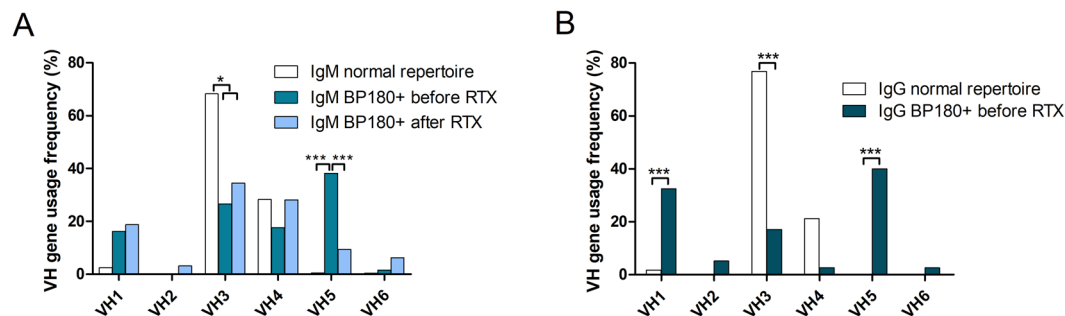 A
VH gene usage frequency (%)
80
60
40
20
0
*
*** ***
IgM normal repertoire
IgM BP180+ before RTX
IgM BP180+ after RTX
VH1
VH2
VH3
VH4
VH5
VH6
B
VH gene usage frequency (%)
80
60
40
20
0
***
***
***
IgG normal repertoire
IgG BP180+ before RTX
VH1
VH2
VH3
VH4
VH5
VH6